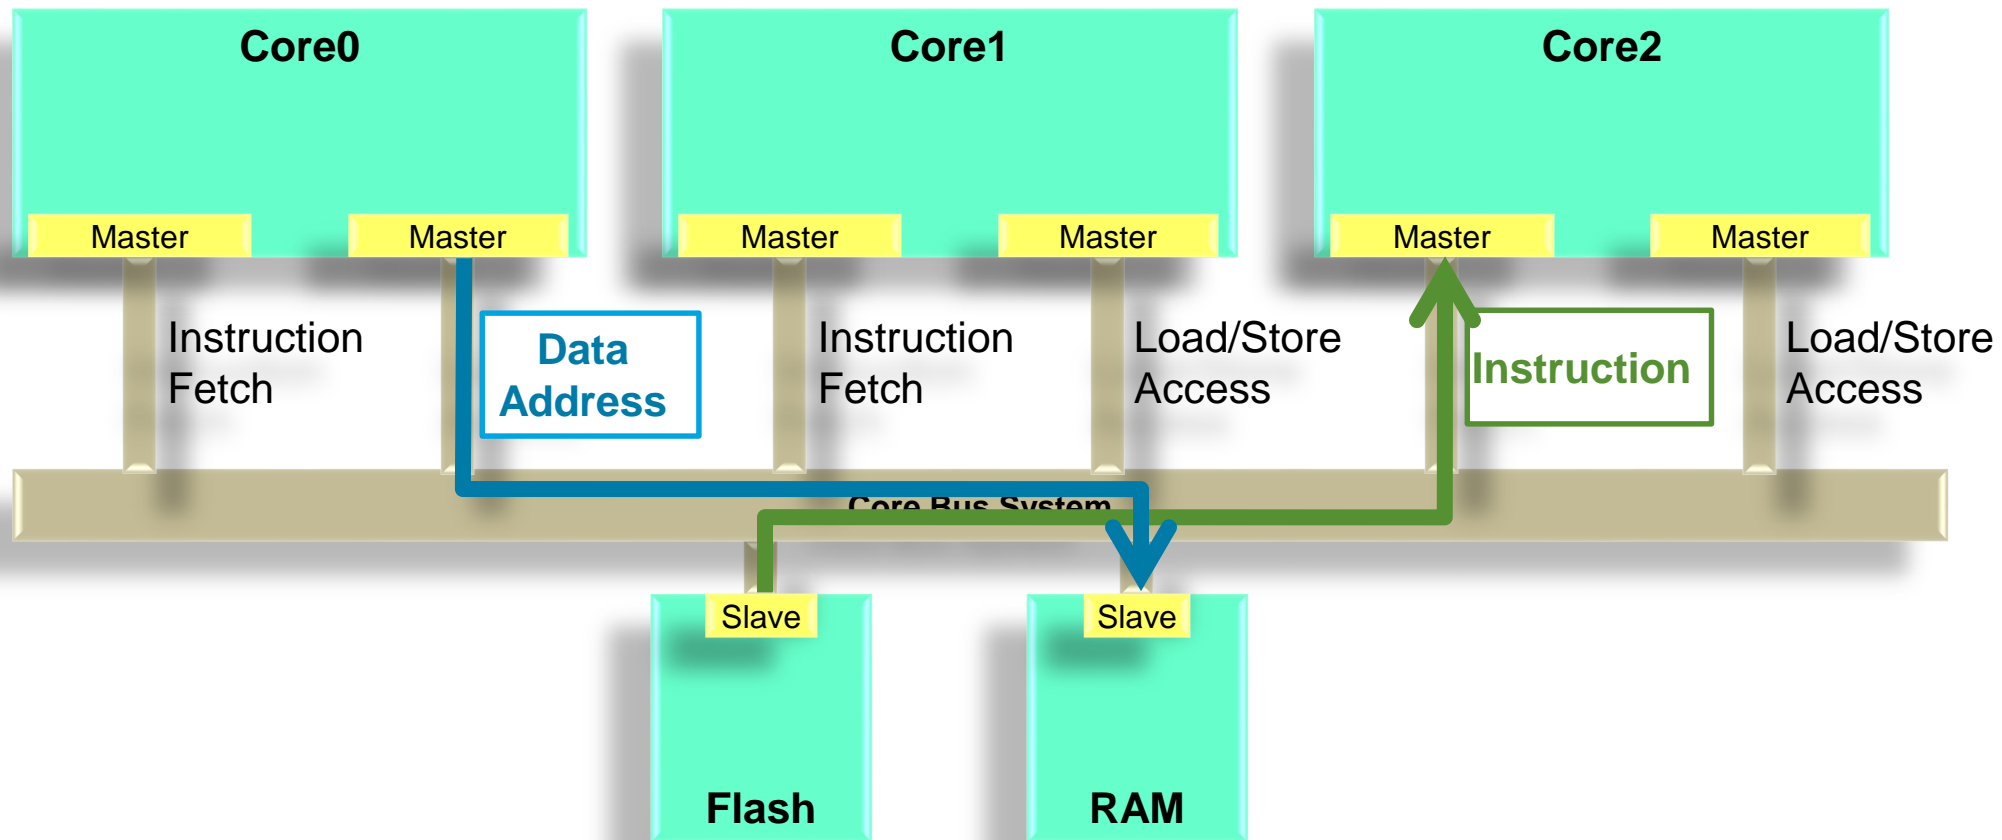 Core0
Core1
Core2
Master
Master
Master
Master
Master
Master
Instruction
Fetch
Data
Address
Instruction
Fetch
Load/Store
Access
Instruction
Load/Store
Access
Core Bus System
Slave
Slave
Flash
RAM